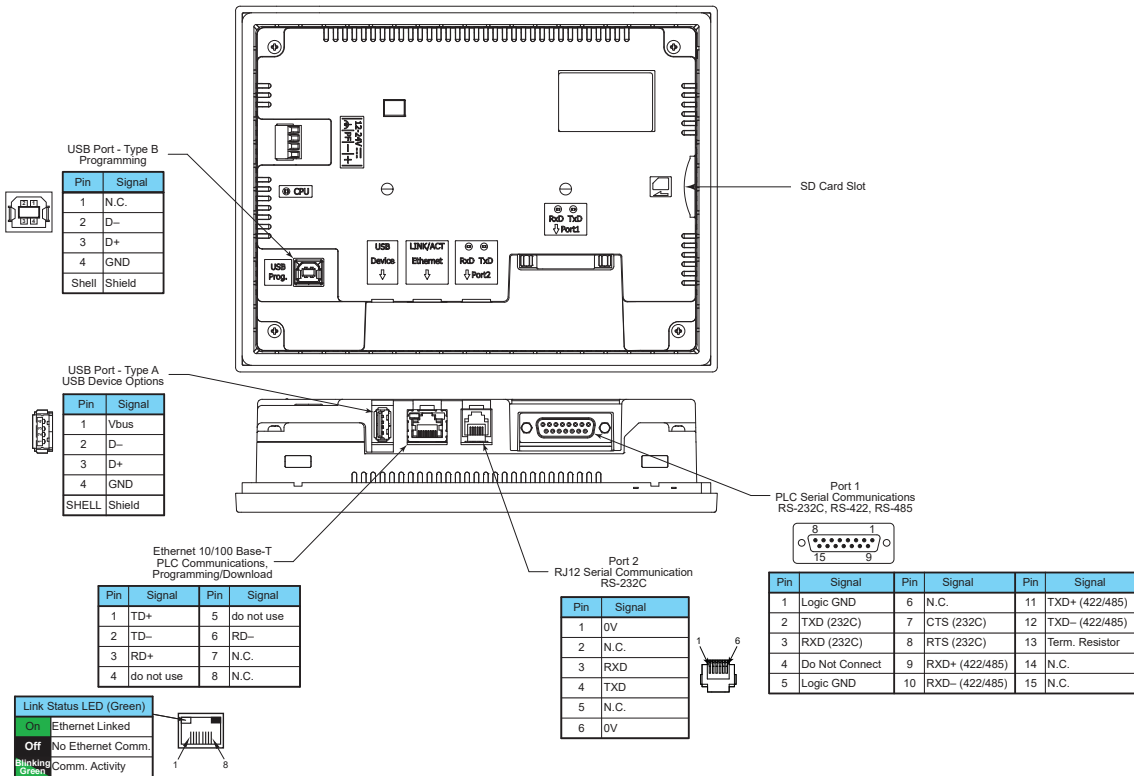 12-24V
+
CPU
RxD TxD
Port1
USB
Device
LINK/ACT
Ethernet
RxD TxD
Port2
USB
Prog.
SD Card Slot
USB Port - Type B
Programming
Pin Signal
1 N.C.
2 D–
3 D+
4 GND
Shell Shield
2 1
3 4
USB Port - Type A
USB Device Options
Pin Signal
1 Vbus
2 D–
3 D+
4 GND
SHELL Shield
Ethernet 10/100 Base-T
PLC Communications,
Programming/Download
Pin Signal Pin Signal
1 TD+ 5 do not use
2 TD– 6 RD–
3 RD+ 7 N.C.
4 do not use 8 N.C.
Link Status LED (Green)
On Ethernet Linked
Off No Ethernet Comm.
Blinking Green Comm. Activity
1 8
Port 2
RJ12 Serial Communication
RS-232C
Pin Signal
1 0V
2 N.C.
3 RXD
4 TXD
5 N.C.
6 0V
1 6
Port 1
PLC Serial Communications
RS-232C, RS-422, RS-485
8 1
15 9
Pin Signal Pin Signal Pin Signal
1 Logic GND 6 N.C. 11 TXD+ (422/485)
2 TXD (232C) 7 CTS (232C) 12 TXD– (422/485)
3 RXD (232C) 8 RTS (232C) 13 Term. Resistor
4 Do Not Connect 9 RXD+ (422/485) 14 N.C.
5 Logic GND 10 RXD– (422/485) 15 N.C.